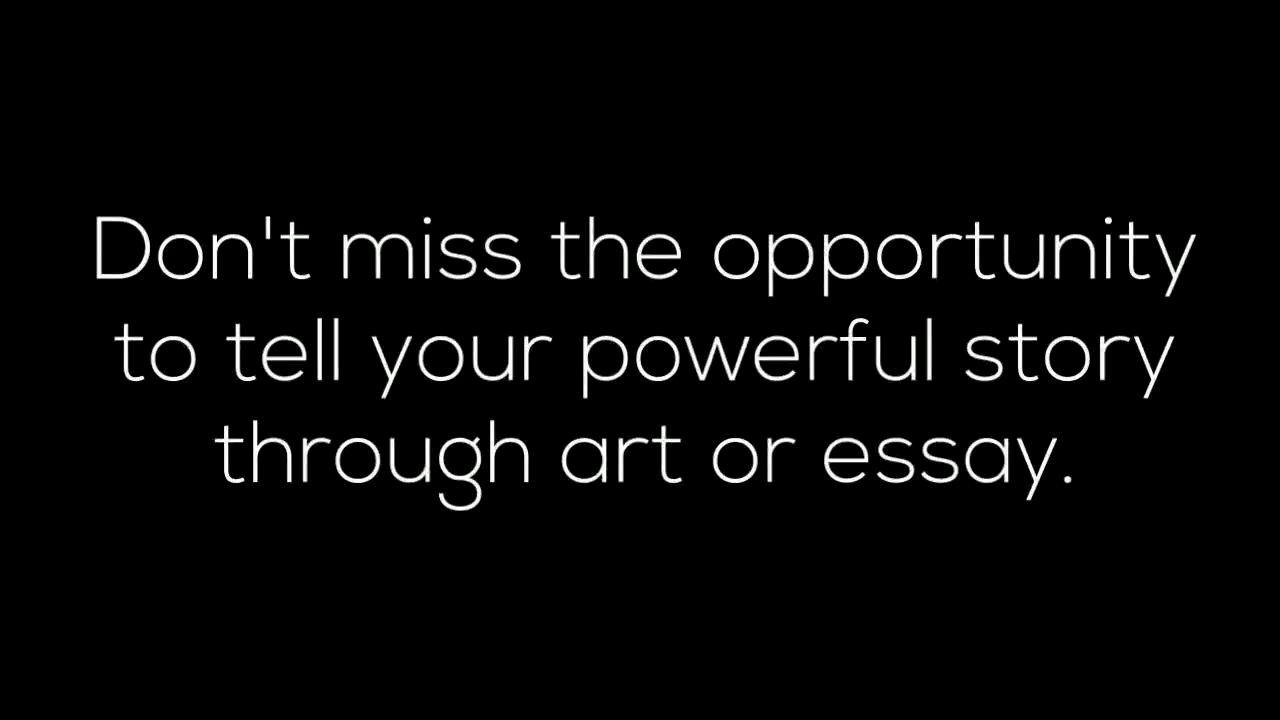 Don't miss the opportunity
to tell your powerful story
through art or essay.